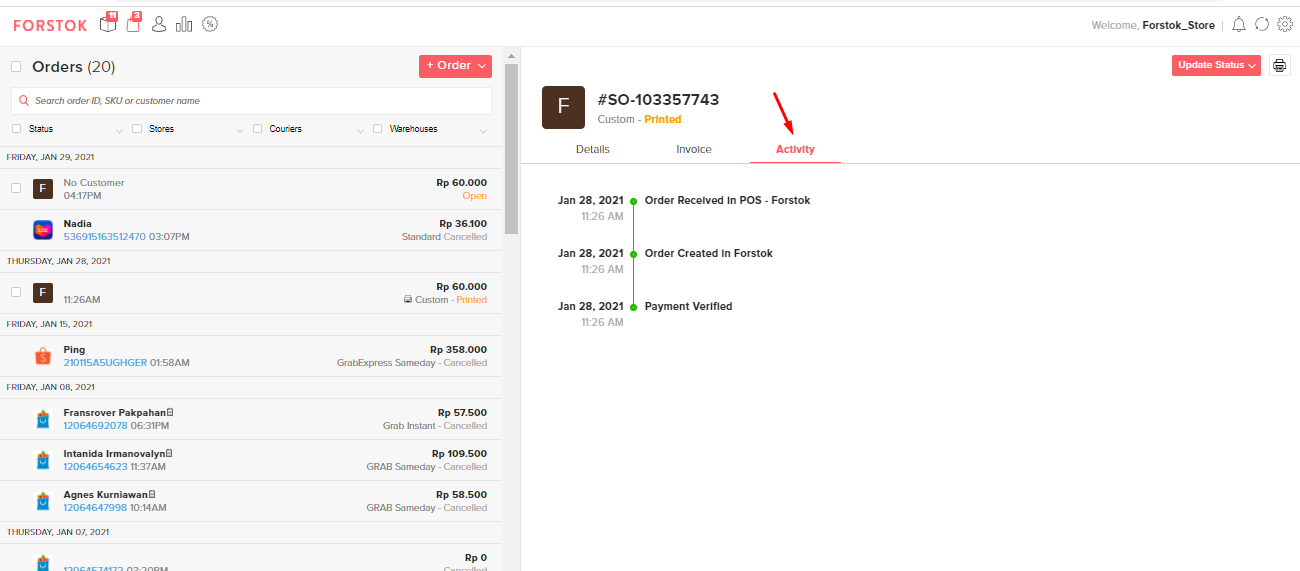 FORSTOK
11
3
Welcome, Forstok_Store
Orders (20)
+ Order
Search order ID, SKU or customer name
Status
Stores
Couriers
Warehouses
FRIDAY, JAN 29, 2021
F
No Customer
Rp 60.000
04:17PM
Open
Laz
Nadia
Rp 36.100
536915163512470 03:07PM
Standard Cancelled
THURSDAY, JAN 28, 2021
F
Rp 60.000
11:26AM
Custom - Printed
FRIDAY, JAN 15, 2021
Ping
Rp 358.000
210115A5UGHGER 01:58AM
GrabExpress Sameday - Cancelled
FRIDAY, JAN 08, 2021
Fransrover Pakpahan
Rp 57.500
12064692078 06:31PM
Grab Instant - Cancelled
Intanida Irmanovalyn
Rp 109.500
12064654623 11:37AM
GRAB Sameday - Cancelled
Agnes Kurniawan
Rp 58.500
12064647998 10:14AM
GRAB Sameday - Cancelled
THURSDAY, JAN 07, 2021
Rp 0
12064574172 03:20PM
Cancelled
Update Status
F
#SO-103357743
Custom - Printed
Details
Invoice
Activity
Jan 28, 2021
Order Received in POS - Forstok
11:26 AM
Jan 28, 2021
Order Created in Forstok
11:26 AM
Jan 28, 2021
Payment Verified
11:26 AM